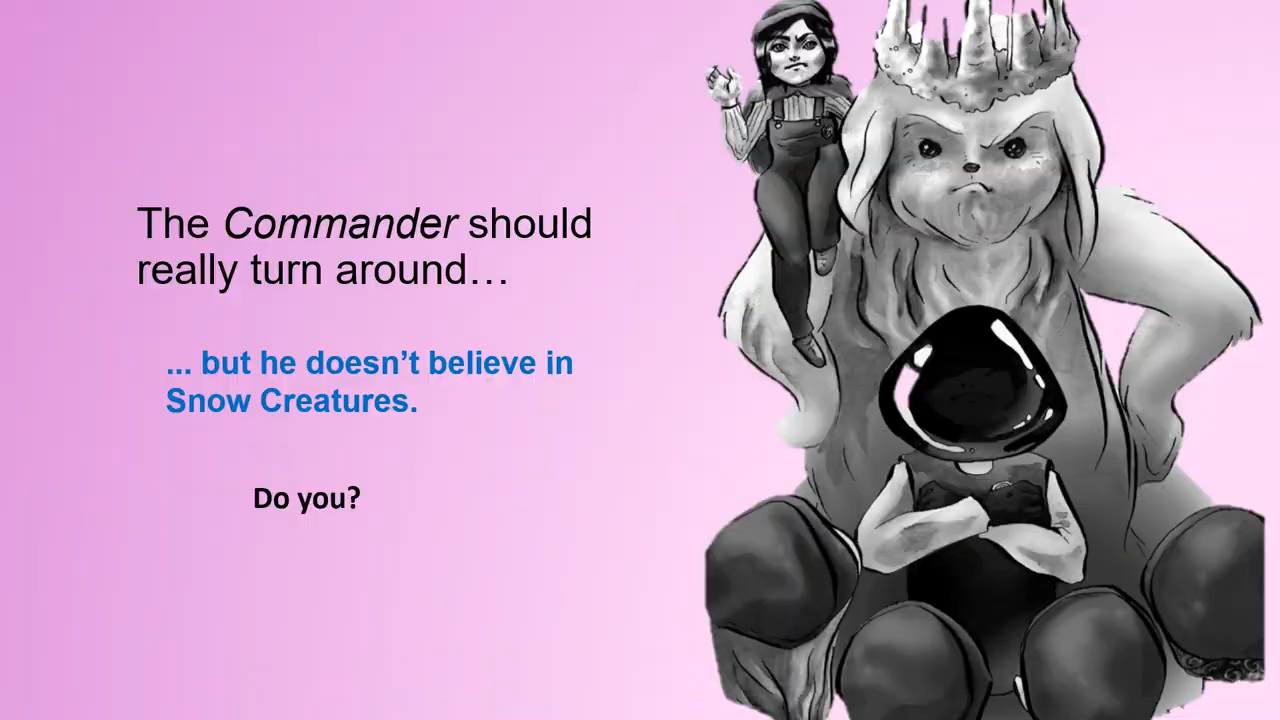 The Commander should
really turn around…
... but he doesn’t believe in
Snow Creatures.
Do you?